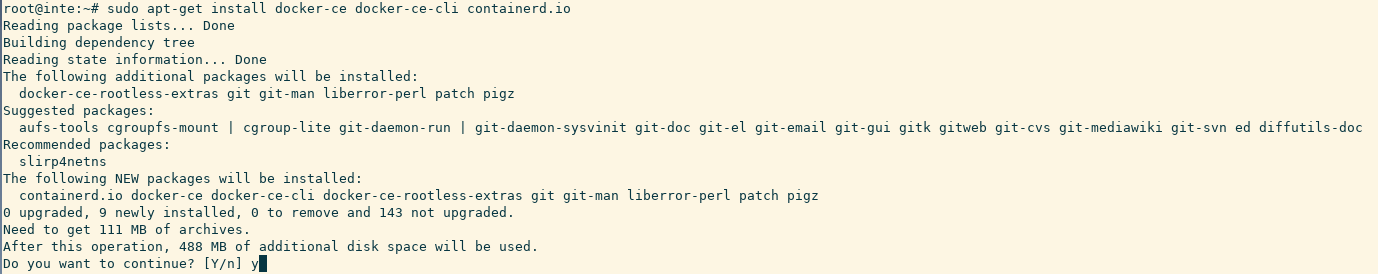 root@inte:~# sudo apt-get install docker-ce docker-ce-cli containerd.io
Reading package lists... Done
Building dependency tree
Reading state information... Done
The following additional packages will be installed:
  docker-ce-rootless-extras git git-man liberror-perl patch pigz
Suggested packages:
  aufs-tools cgroupfs-mount | cgroup-lite git-daemon-run | git-daemon-sysvinit git-doc git-el git-email git-gui gitk gitweb git-cvs git-mediawiki git-svn ed diffutils-doc
Recommended packages:
  slirp4netns
The following NEW packages will be installed:
  containerd.io docker-ce docker-ce-cli docker-ce-rootless-extras git git-man liberror-perl patch pigz
0 upgraded, 9 newly installed, 0 to remove and 143 not upgraded.
Need to get 111 MB of archives.
After this operation, 488 MB of additional disk space will be used.
Do you want to continue? [Y/n] y